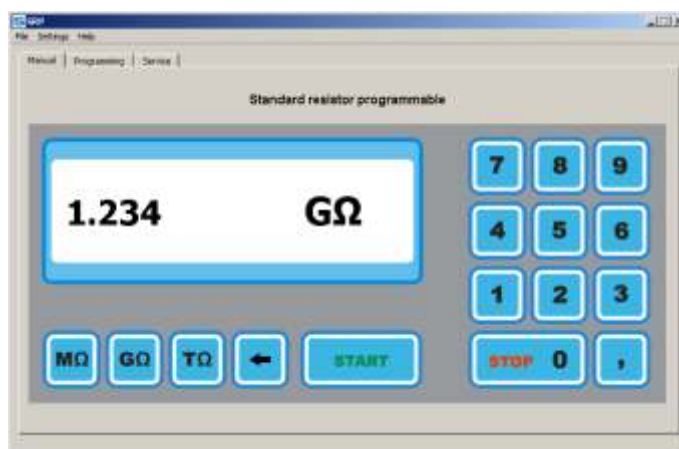 File Settings Help
Manual Programming Service
Standard resistor programmable
1.234 GΩ
7 8 9
4 5 6
1 2 3
MΩ GΩ TΩ ← START STOP 0 ,